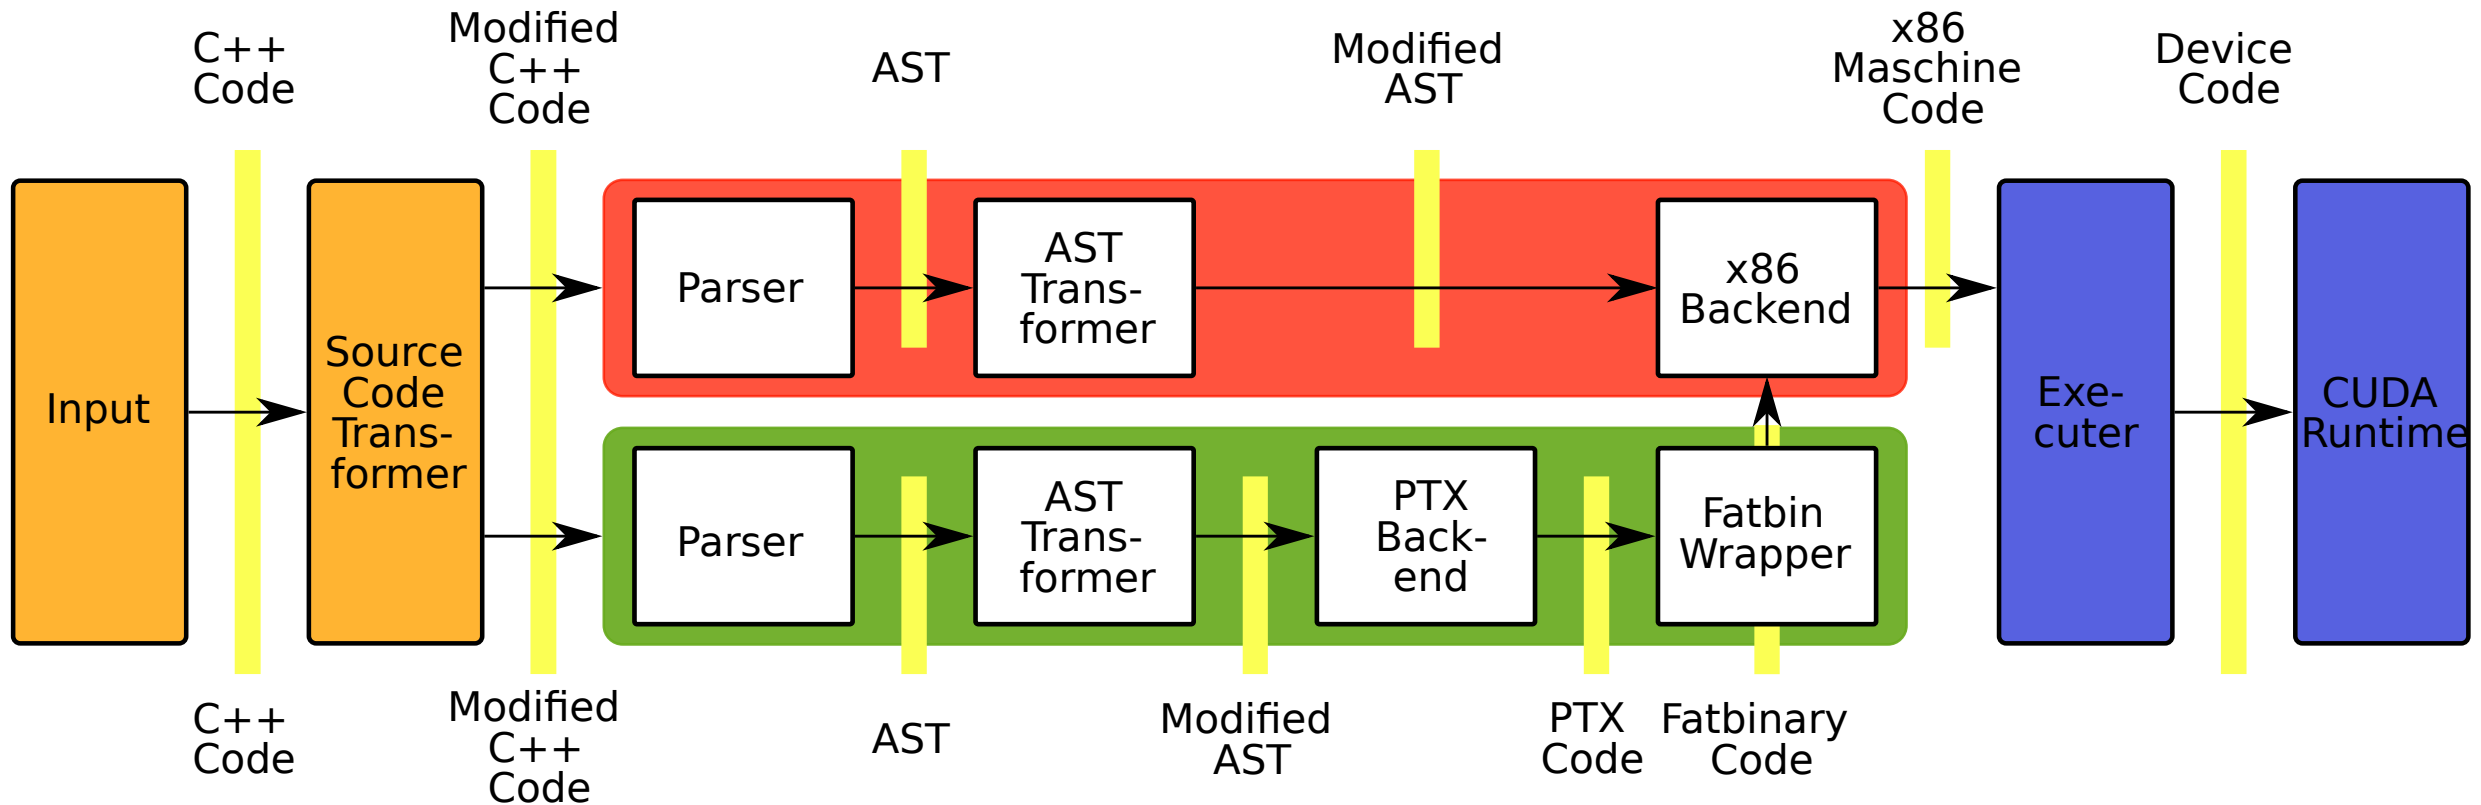 C++
Code
Modified
C++
Code
AST
Modified
AST
x86
Maschine
Code
Device
Code
Input
Source
Code
Trans-
former
Parser
AST
Trans-
former
x86
Backend
Parser
AST
Trans-
former
PTX
Back-
end
Fatbin
Wrapper
Exe-
cuter
CUDA
Runtime
C++
Code
Modified
C++
Code
AST
Modified
AST
PTX
Code
Fatbinary
Code